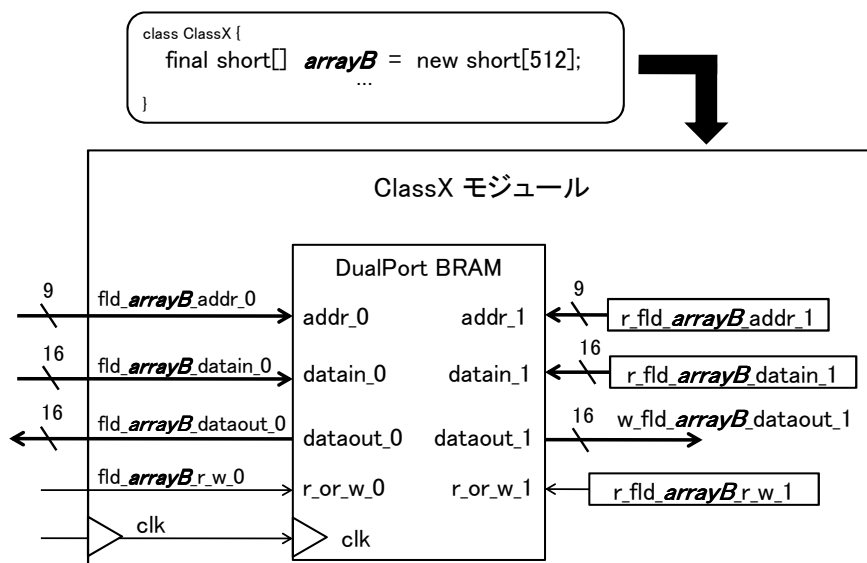 class ClassX {
final short[] arrayB = new short[512];
...
}
ClassX モジュール
DualPort BRAM
9
fld_arrayB_addr_0
addr_0
addr_1
9
r_fld_arrayB_addr_1
16
fld_arrayB_datain_0
datain_0
datain_1
16
r_fld_arrayB_datain_1
16
fld_arrayB_dataout_0
dataout_0
dataout_1
16
w_fld_arrayB_dataout_1
fld_arrayB_r_w_0
r_or_w_0
r_or_w_1
r_fld_arrayB_r_w_1
clk
clk